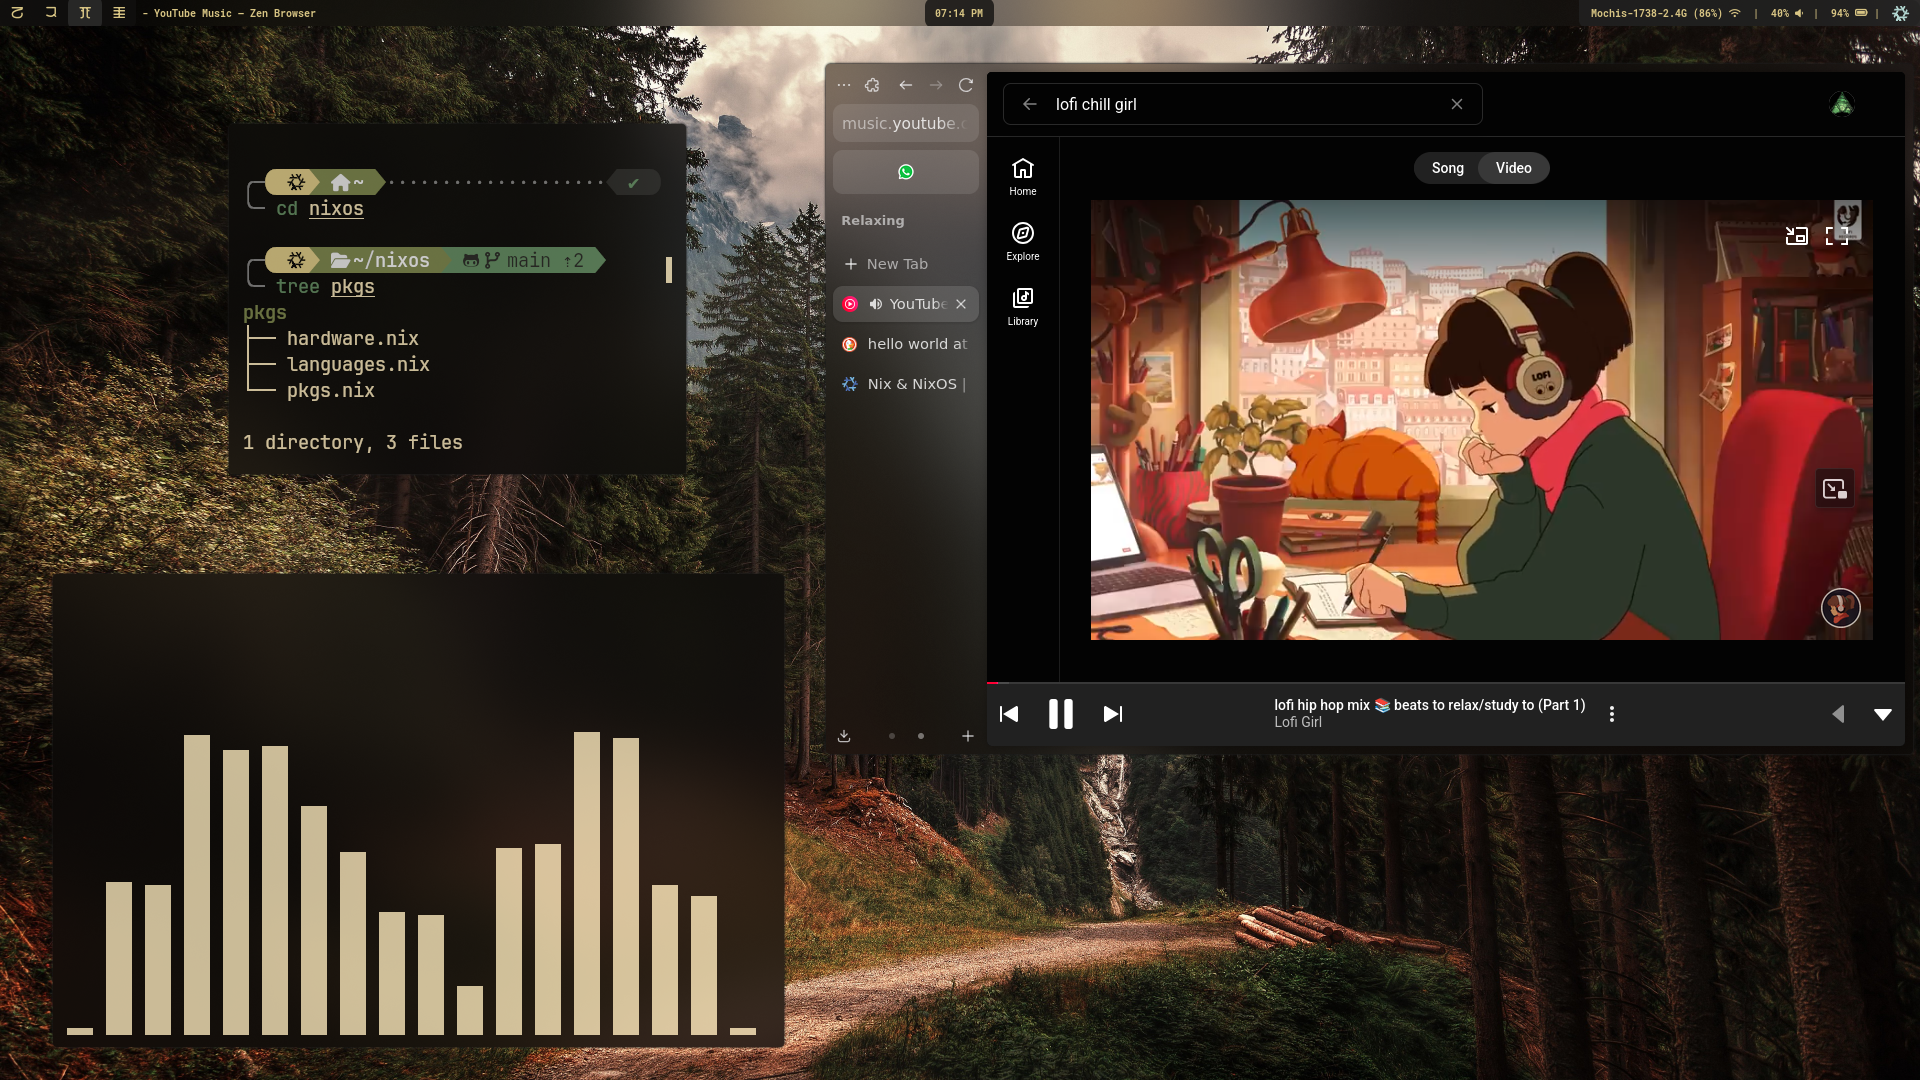 - YouTube Music — Zen Browser
07:14 PM
Mochis-1738-2.4G (86%) | 40% | 94% |
~
cd nixos
~/nixos main ⇡2
tree pkgs
pkgs
hardware.nix
languages.nix
pkgs.nix
1 directory, 3 files
music.youtube.c
Relaxing
New Tab
YouTube
hello world at
Nix & NixOS |
lofi chill girl
Home
Explore
Library
Song Video
LOFI
lofi hip hop mix 📚 beats to relax/study to (Part 1)
Lofi Girl